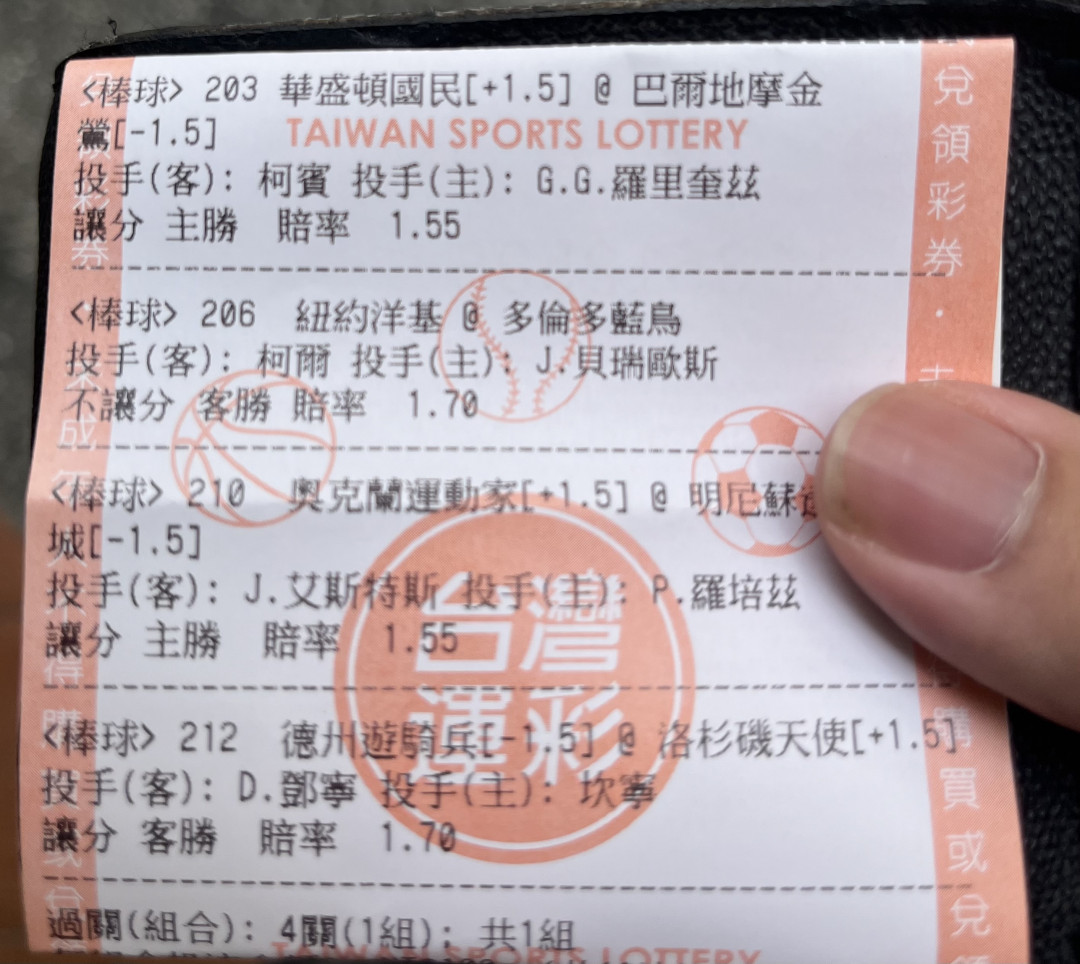 <棒球> 203 華盛頓國民[+1.5] @ 巴爾地摩金
鶯[-1.5]
TAIWAN SPORTS LOTTERY
投手(客): 柯賓 投手(主): G.G.羅里奎茲
讓分 主勝 賠率 1.55
<棒球> 206 紐約洋基 @ 多倫多藍鳥
投手(客): 柯爾 投手(主): J.貝瑞歐斯
不讓分 客勝 賠率 1.70
<棒球> 210 奧克蘭運動家[+1.5] @ 明尼蘇達
城[-1.5]
投手(客): J.艾斯特斯 投手(主): P.羅培茲
讓分 主勝 賠率 1.55
台灣
運彩
<棒球> 212 德州遊騎兵[-1.5] @ 洛杉磯天使[+1.5]
投手(客): D.鄧寧 投手(主): 坎寧
讓分 客勝 賠率 1.70
過關(組合): 4關(1組); 共1組
TAIWAN SPORTS LOTTERY
兌領彩券・未
購買或兌領